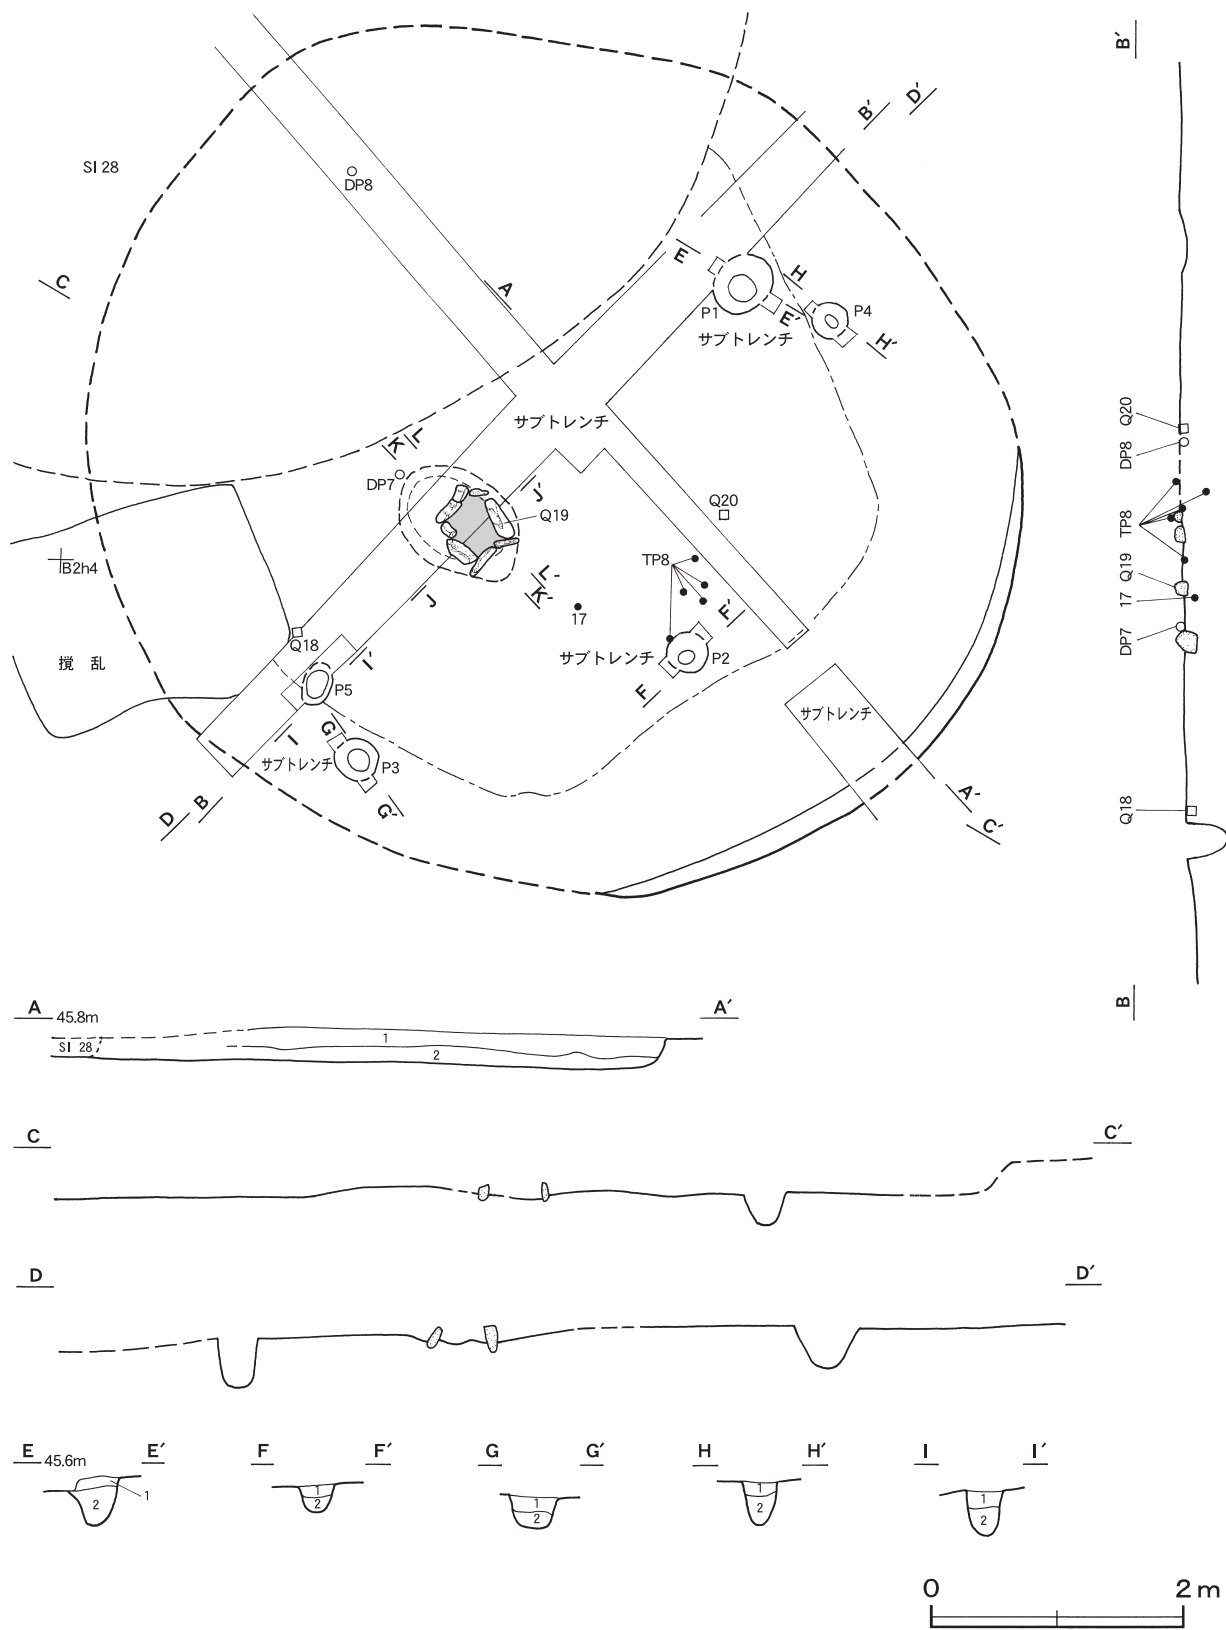 B′
B′
D′
SI 28
DP8
C
A
E
H
P1
E′
P4
サブトレンチ
H′
サブトレンチ
K
L
DP7
J′
Q19
Q20
TP8
B2h4
L′
K′
J
17
F′
Q18
サブトレンチ
P2
撹 乱
I′
P5
F
サブトレンチ
G
I
サブトレンチ
P3
A′
D
B
G′
C′
Q20
DP8
TP8
Q19
17
DP7
Q18
B
A
45.8m
A′
SI 28
1
2
C
C′
D
D′
E
45.6m
E′
F
F′
G
G′
H
H′
I
I′
1
2
1
2
1
2
1
2
1
2
0
2 m